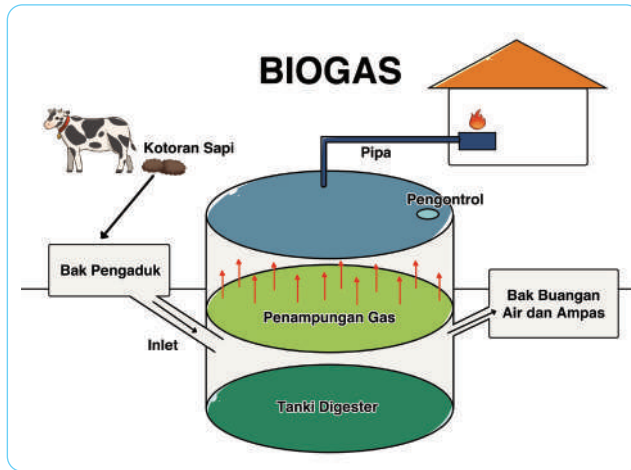 BIOGAS
Kotoran Sapi
Pipa
Pengontrol
Bak Pengaduk
Penampungan Gas
Bak Buangan
Air dan Ampas
Inlet
Tanki Digester